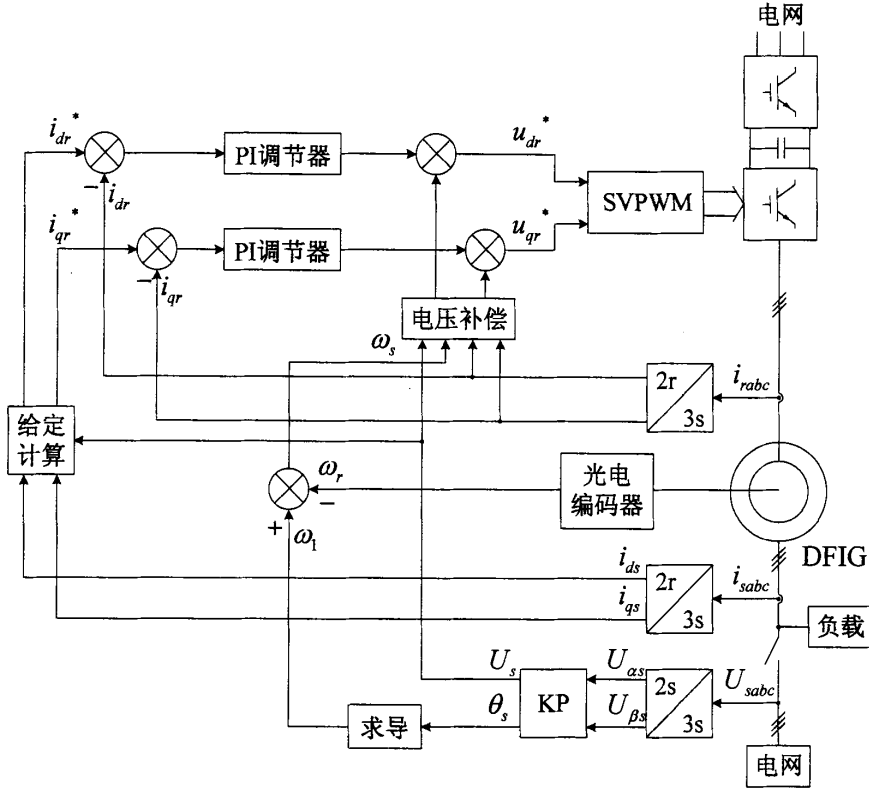 电网
i_dr*
PI调节器
u_dr*
− i_dr
SVPWM
i_qr*
PI调节器
u_qr*
− i_qr
电压补偿
ω_s
2r
3s
i_rabc
给定
计算
ω_r
−
光电
编码器
+
ω_1
DFIG
i_ds
i_qs
2r
3s
i_sabc
负载
U_s
θ_s
KP
U_αs
U_βs
2s
3s
U_sabc
求导
电网